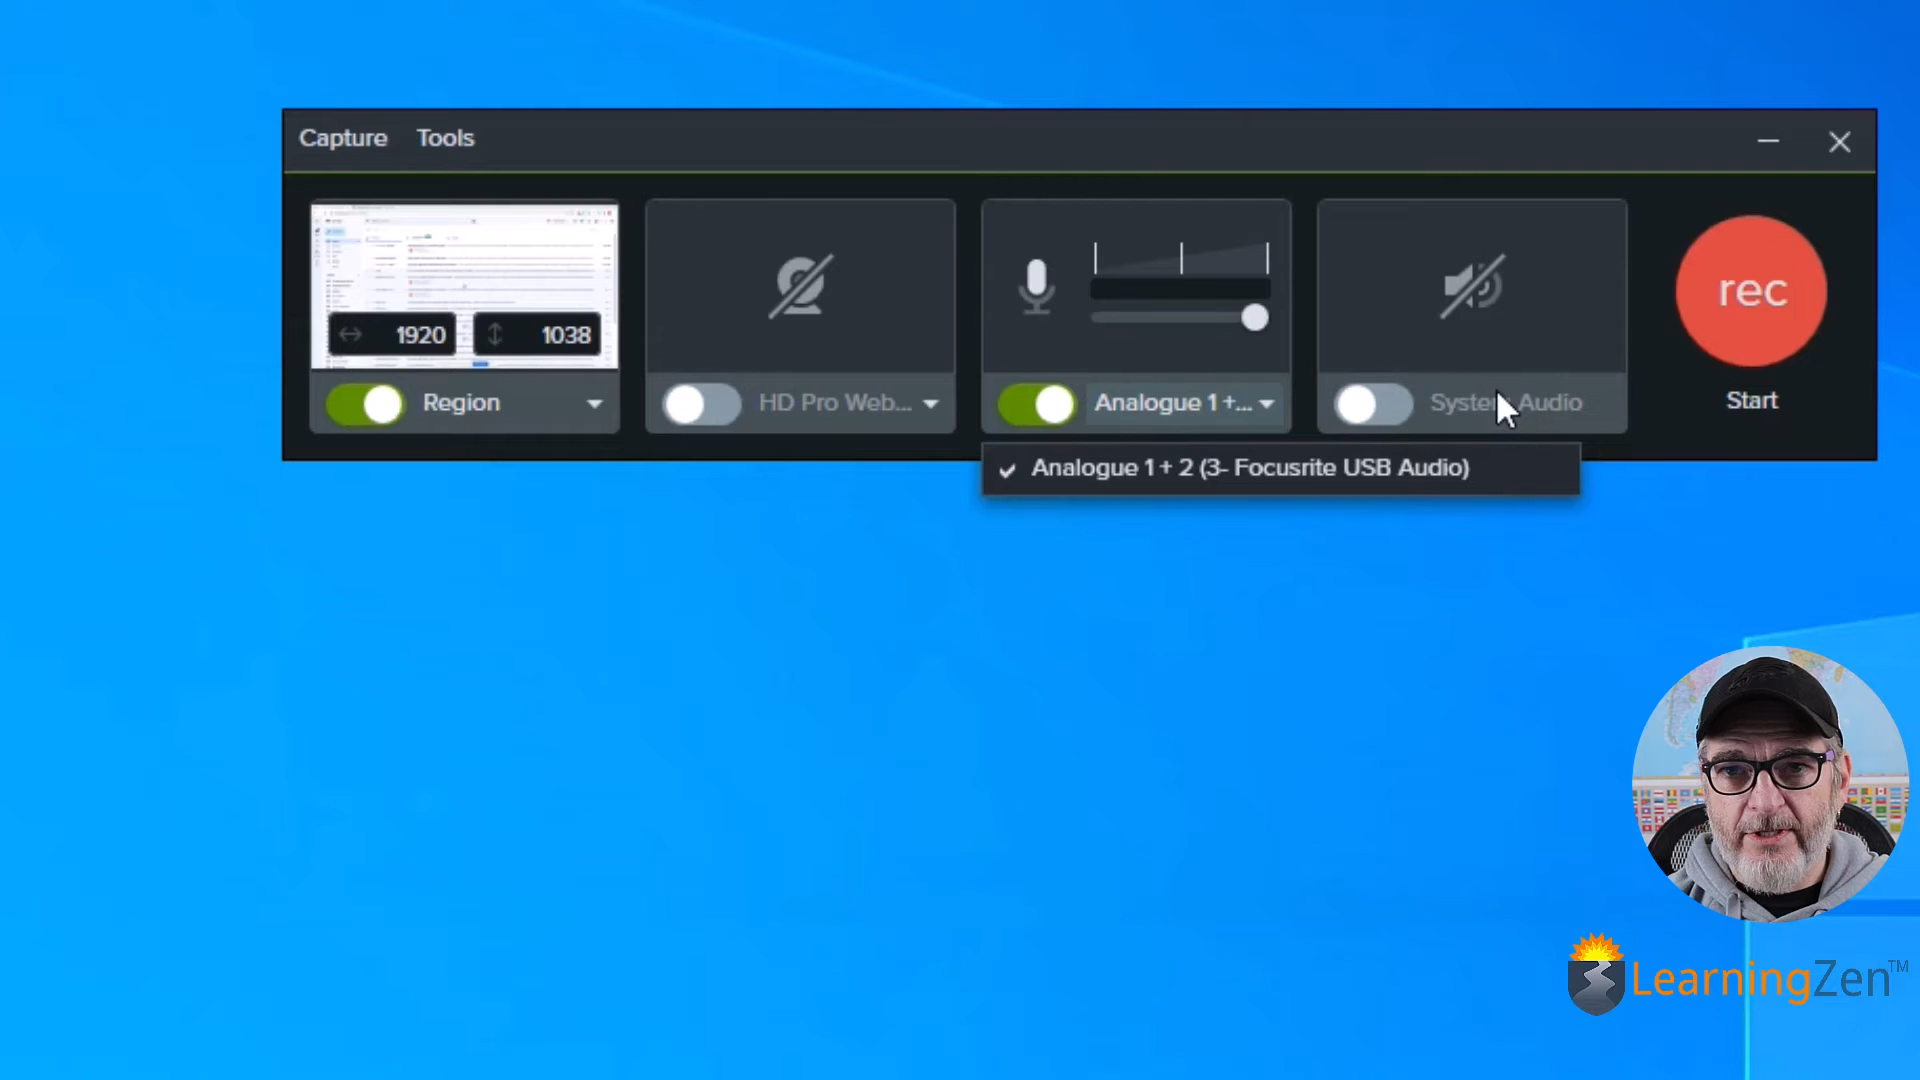 Capture Tools
1920 1038
rec
Region HD Pro Web... Analogue 1 +... System Audio Start
Analogue 1 + 2 (3- Focusrite USB Audio)
LearningZen™